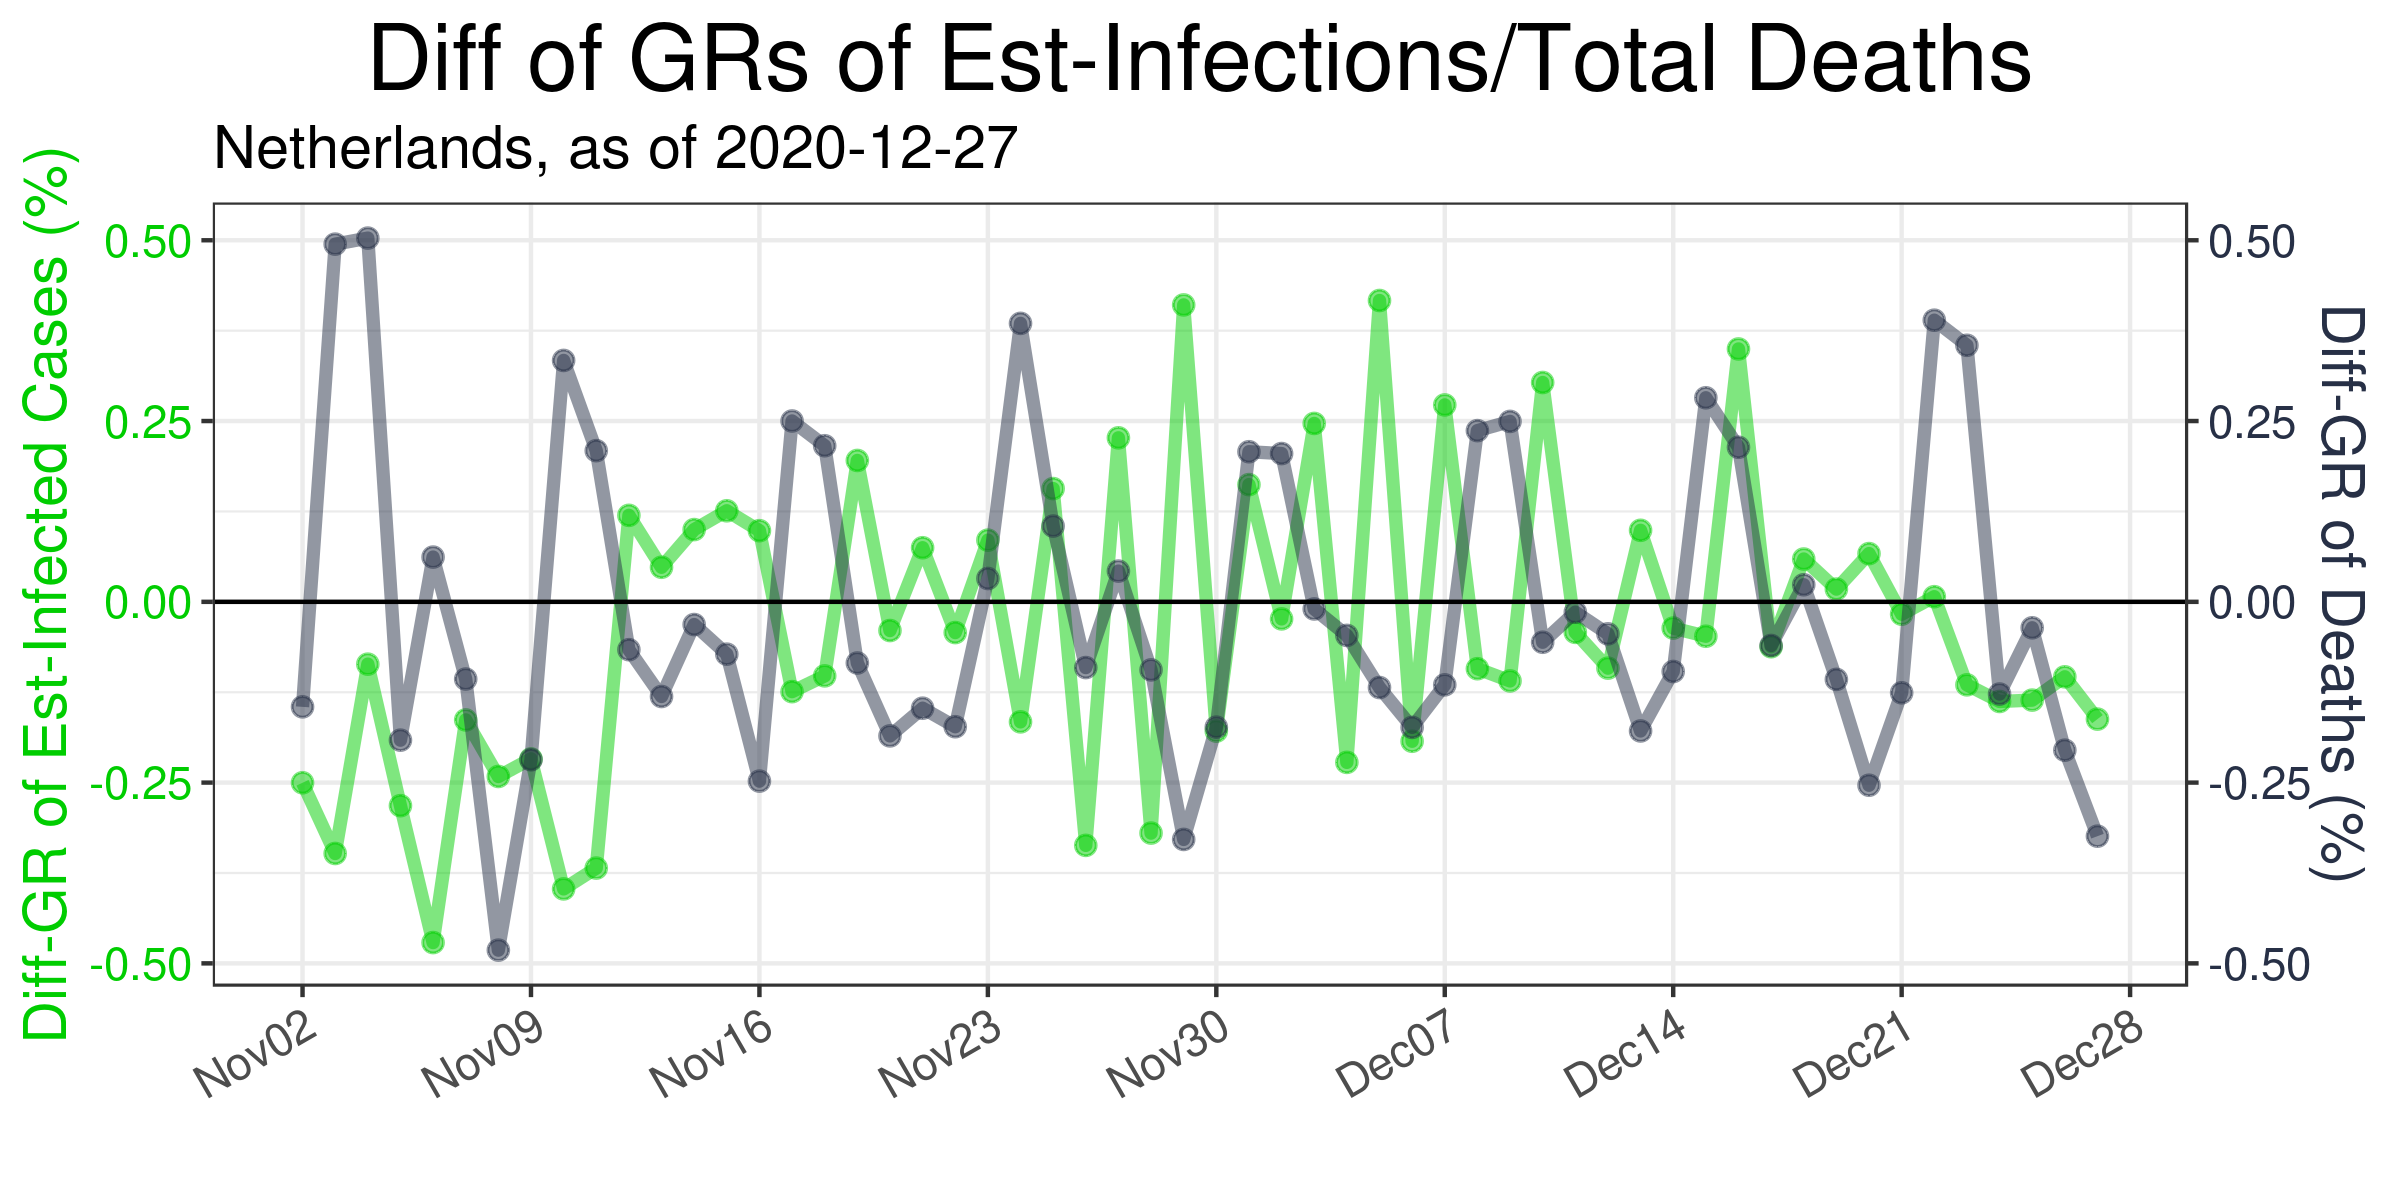 Diff of GRs of Est-Infections/Total Deaths
Netherlands, as of 2020-12-27
Diff-GR of Est-Infected Cases (%)
0.50
0.25
0.00
-0.25
-0.50
0.50
0.25
0.00
-0.25
-0.50
Diff-GR of Deaths (%)
Nov02
Nov09
Nov16
Nov23
Nov30
Dec07
Dec14
Dec21
Dec28